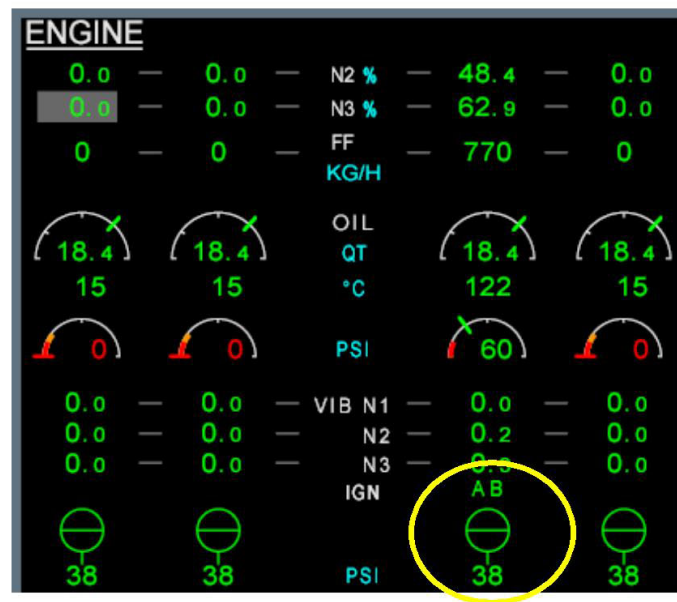 ENGINE
0.0 — 0.0 — N2 % — 48.4 — 0.0
0.0 — 0.0 — N3 % — 62.9 — 0.0
0 — 0 — FF — 770 — 0
KG/H
OIL
18.4 18.4 QT 18.4 18.4
15 15 °C 122 15
0 0 PSI 60 0
0.0 — 0.0 — VIB N1 — 0.0 — 0.0
0.0 — 0.0 — N2 — 0.2 — 0.0
0.0 — 0.0 — N3 — 0.3 — 0.0
IGN AB
38 38 PSI 38 38